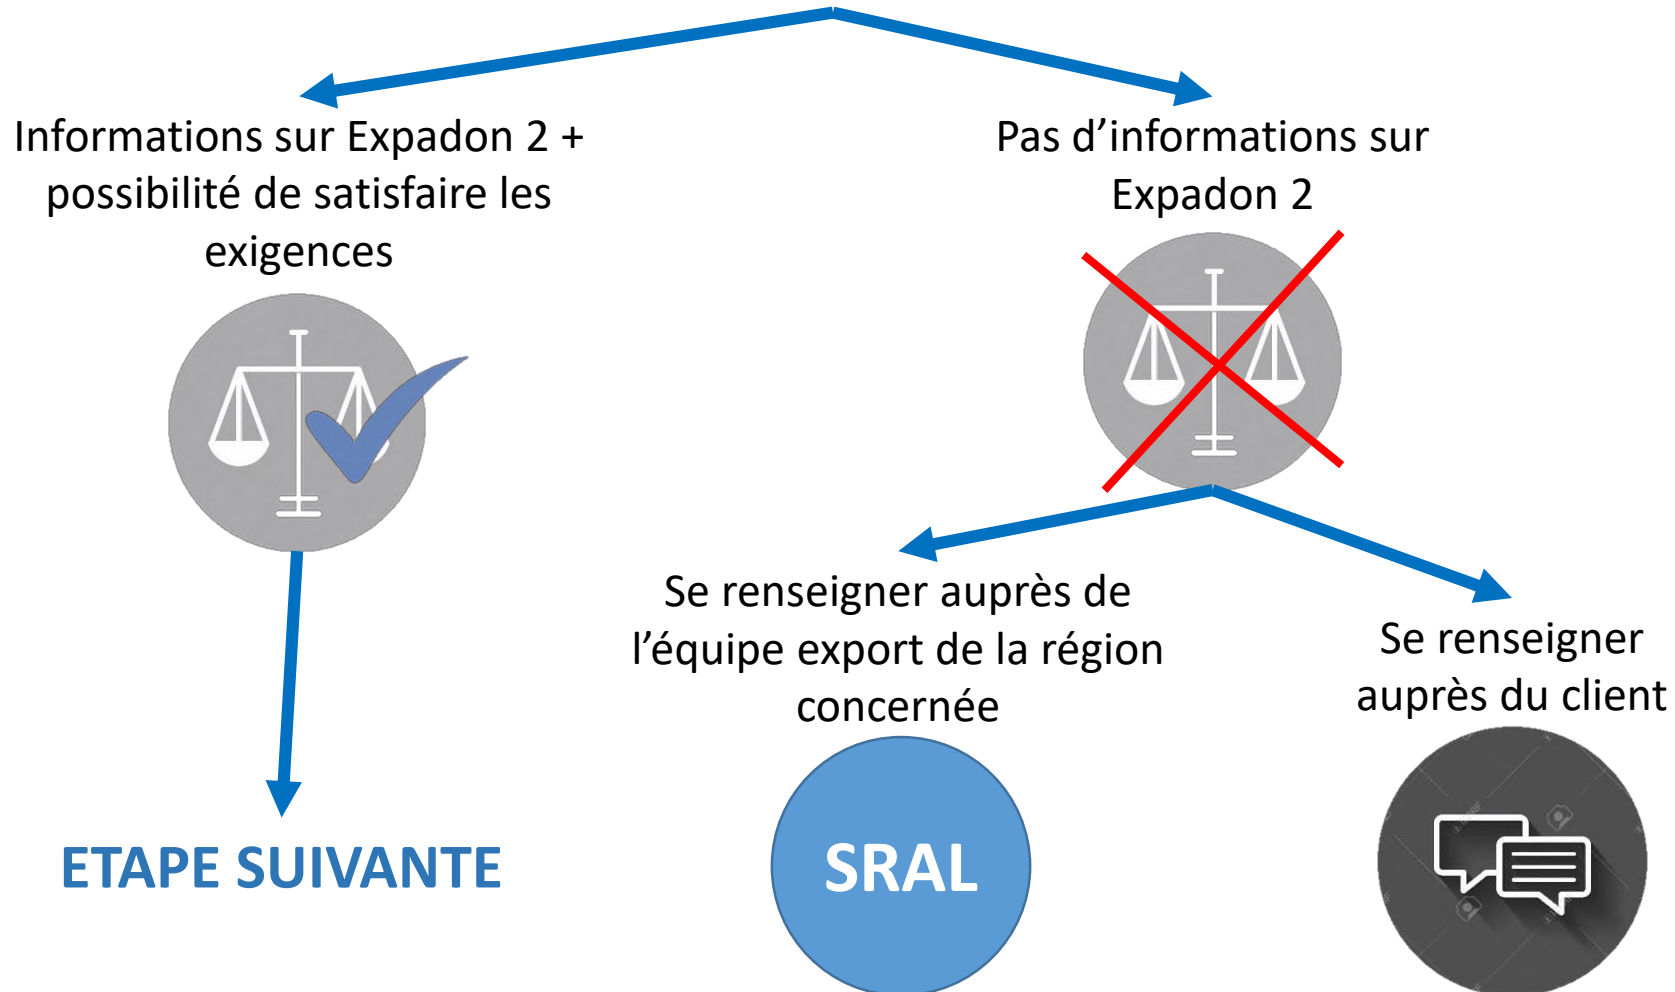 Informations sur Expadon 2 +
possibilité de satisfaire les
exigences
Pas d’informations sur
Expadon 2
Se renseigner auprès de
l’équipe export de la région
concernée
Se renseigner
auprès du client
ETAPE SUIVANTE
SRAL